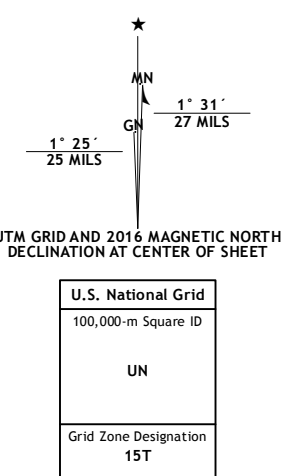 ★
MN
1° 31´
27 MILS
GN
1° 25´
25 MILS
UTM GRID AND 2016 MAGNETIC NORTH
DECLINATION AT CENTER OF SHEET
U.S. National Grid
100,000-m Square ID
UN
Grid Zone Designation
15T